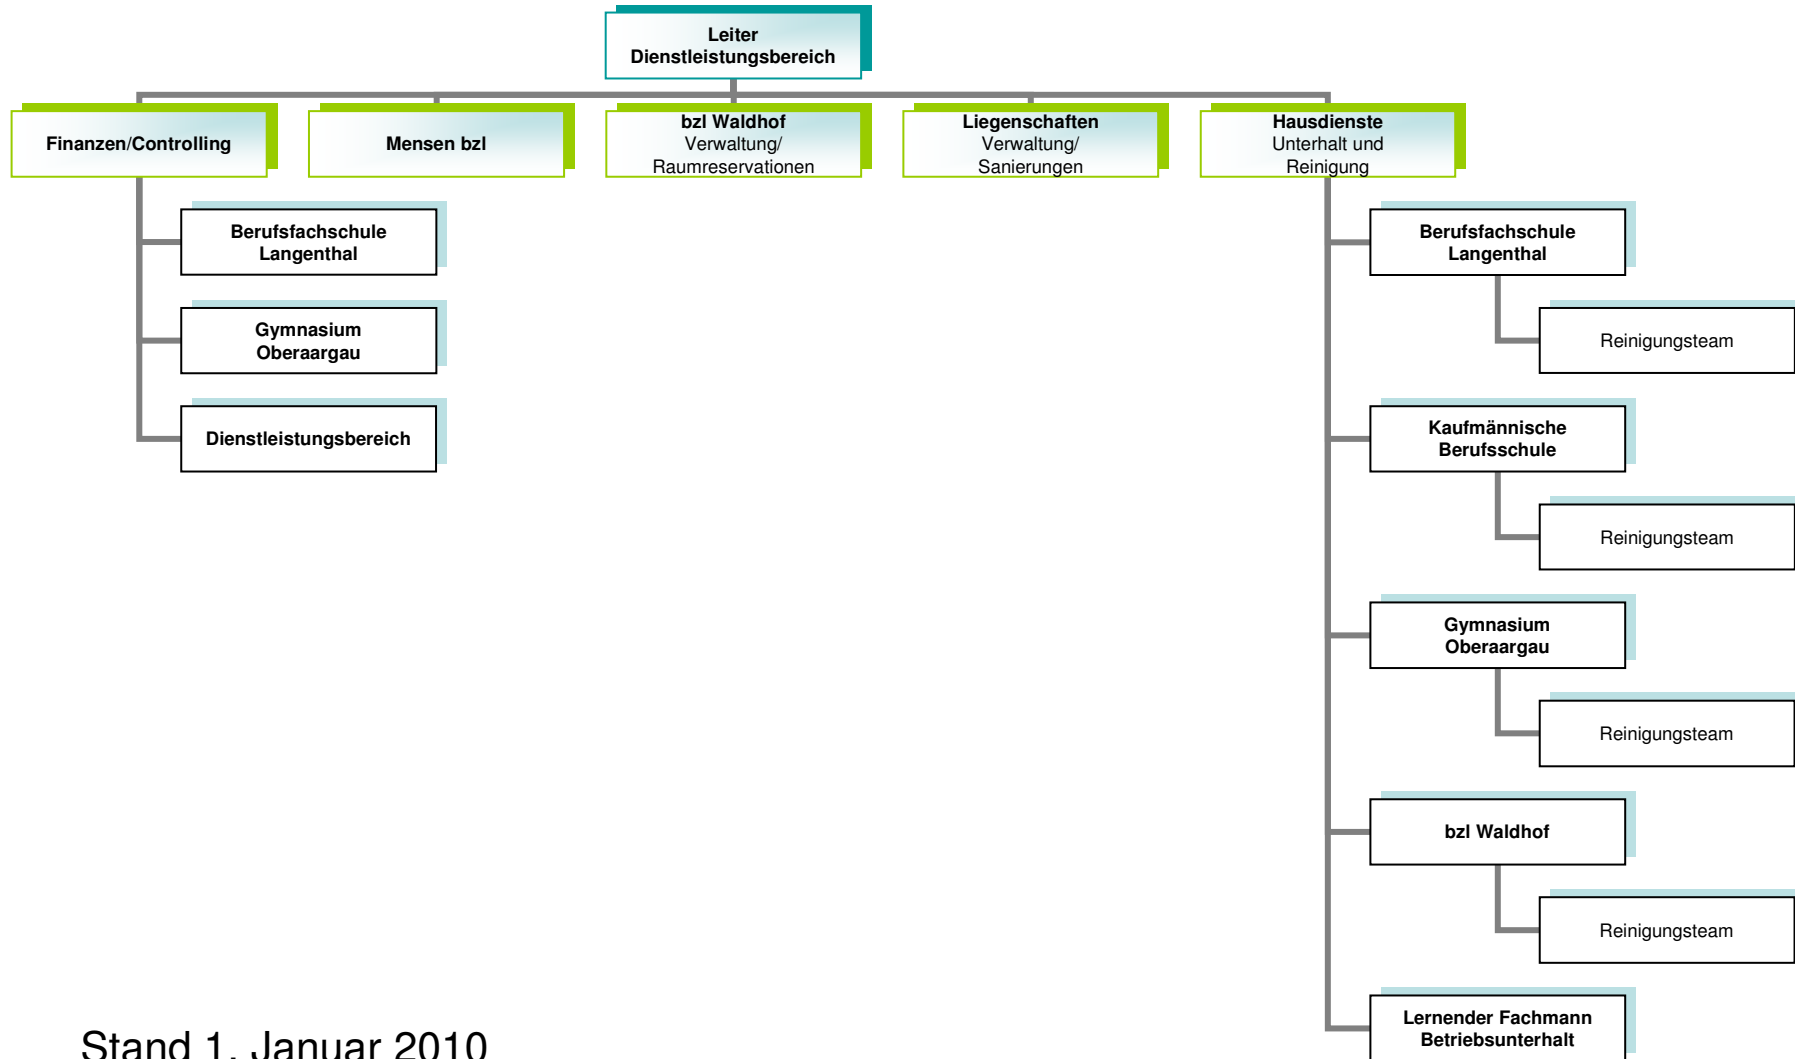 Leiter
Dienstleistungsbereich
Finanzen/Controlling
Mensen bzl
bzl Waldhof
Verwaltung/
Raumreservationen
Liegenschaften
Verwaltung/
Sanierungen
Hausdienste
Unterhalt und
Reinigung
Berufsfachschule
Langenthal
Gymnasium
Oberaargau
Dienstleistungsbereich
Berufsfachschule
Langenthal
Reinigungsteam
Kaufmännische
Berufsschule
Reinigungsteam
Gymnasium
Oberaargau
Reinigungsteam
bzl Waldhof
Reinigungsteam
Lernender Fachmann
Betriebsunterhalt
Stand 1. Januar 2010